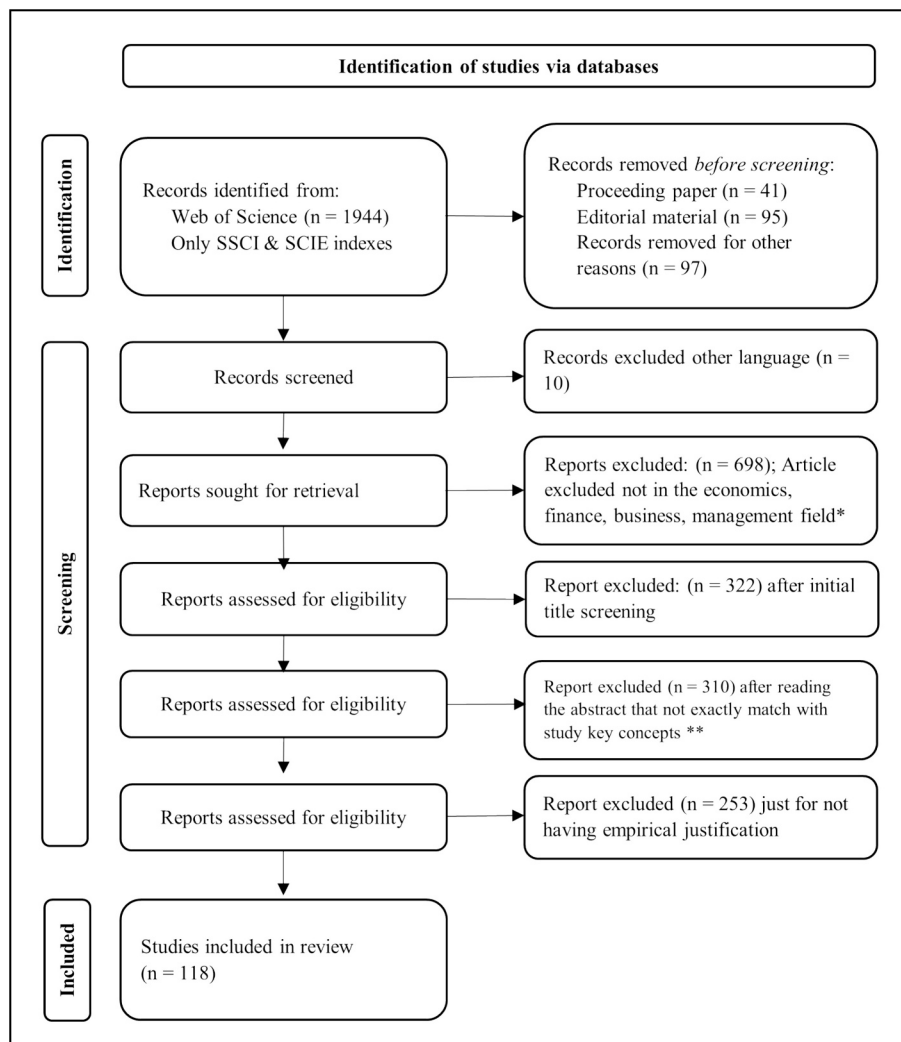 Identification of studies via databases
Identification
Records identified from:
Web of Science (n = 1944)
Only SSCI & SCIE indexes
Records removed before screening:
Proceeding paper (n = 41)
Editorial material (n = 95)
Records removed for other
reasons (n = 97)
Screening
Records screened
Records excluded other language (n =
10)
Reports sought for retrieval
Reports excluded: (n = 698); Article
excluded not in the economics,
finance, business, management field*
Reports assessed for eligibility
Report excluded: (n = 322) after initial
title screening
Reports assessed for eligibility
Report excluded (n = 310) after reading
the abstract that not exactly match with
study key concepts **
Reports assessed for eligibility
Report excluded (n = 253) just for not
having empirical justification
Included
Studies included in review
(n = 118)